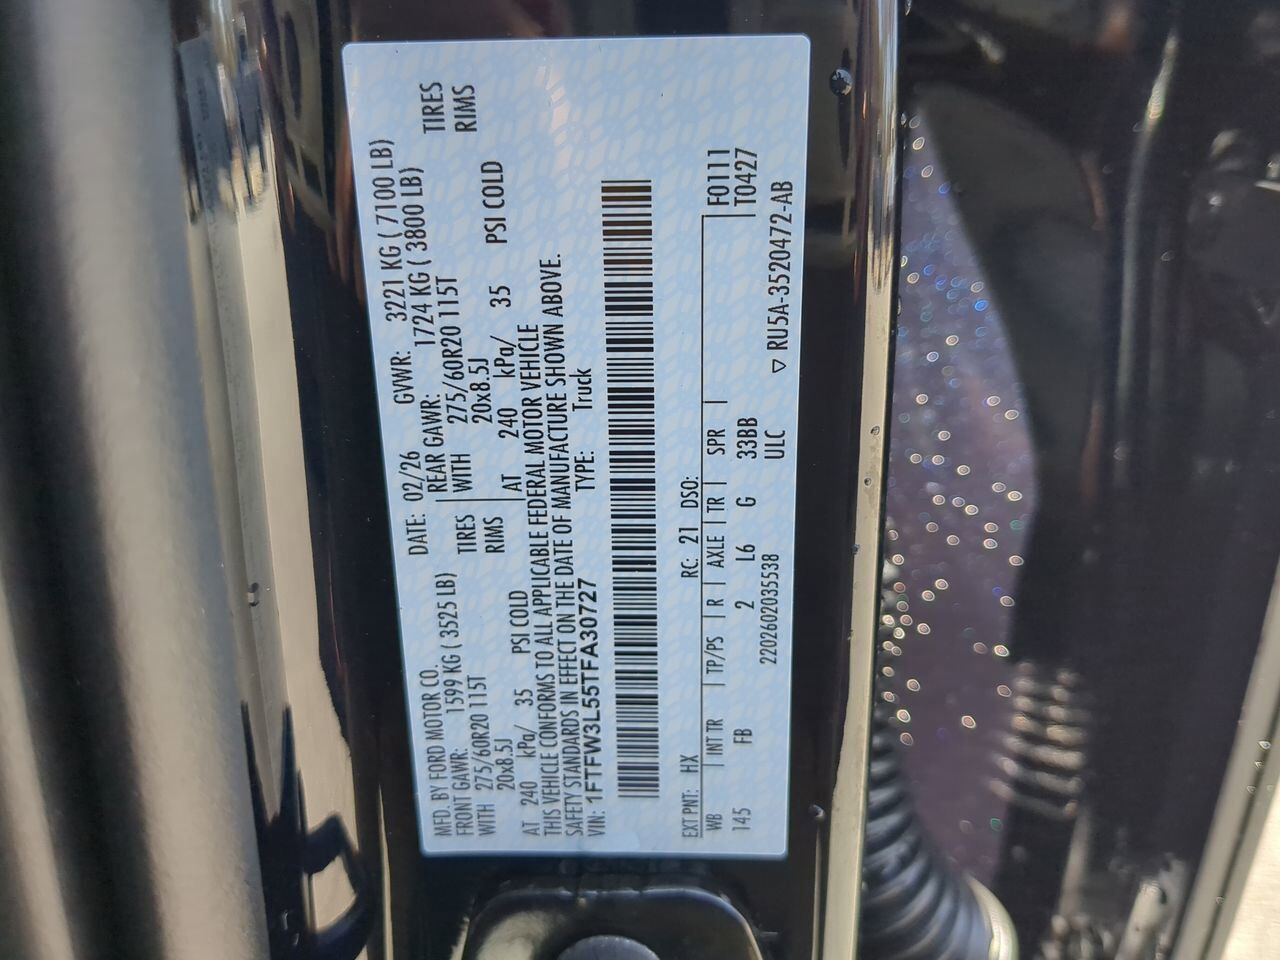 MFD. BY FORD MOTOR CO. DATE: 02/26 GVWR: 3221 KG ( 7100 LB)
FRONT GAWR: 1599 KG ( 3525 LB) REAR GAWR: 1724 KG ( 3800 LB)
WITH 275/60R20 115T TIRES WITH 275/60R20 115T TIRES
20x8.5J RIMS 20x8.5J RIMS
AT 240 kPa/ 35 PSI COLD AT 240 kPa/ 35 PSI COLD
THIS VEHICLE CONFORMS TO ALL APPLICABLE FEDERAL MOTOR VEHICLE
SAFETY STANDARDS IN EFFECT ON THE DATE OF MANUFACTURE SHOWN ABOVE.
VIN: 1FTFW3L55TFA30727 TYPE: Truck
EXT PNT: HX RC: 21 DSO:
WB INT TR TP/PS R AXLE TR SPR F0111
145 FB 2 L6 G 33BB T0427
2202602035538 ULC ▽ RU5A-3520472-AB